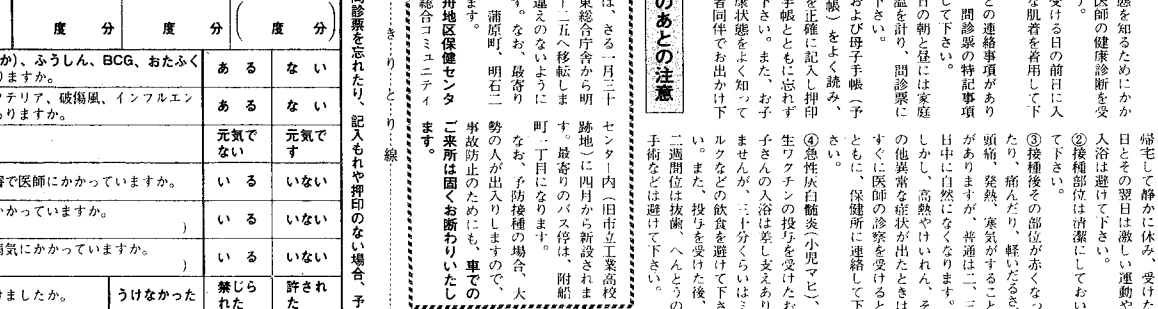 態を知るためにかか
医師の健康診断を受
す。
受ける日の前日に入
な肌着を着用して下
との連絡事項があり
して下さい。
問診票の特記事項
日の朝と昼には家庭
温を計り、問診票に
下さい。
および母子手帳（予
帳）をよく読み、
を正確に記入し押印
手帳とともに忘れず
下さい。また、お子
康状態をよく知って
者同伴でお出かけ下
のあとの注意
帰宅して静かに休み、受けた
日とその翌日は激しい運動や
入浴は避けて下さい。
②接種部位は清潔にしておい
て下さい。
③接種後その部位が赤くなっ
たり、痛んだり、軽いだるさ、
頭痛、発熱、寒気がすること
がありますが、普通は二、三
日中に自然になくなります。
しかし、高熱やけいれん、そ
の他異常な症状が出たときは
すぐに医師の診察を受けると
ともに、保健所に連絡して下
さい。
④急性灰白髄炎（小児マヒ）、
生ワクチンの投与を受けたお
子さんの入浴は差し支えあり
ませんが、三十分くらいはミ
ルクなどの飲食を避けて下さ
い。また、投与を受けた後、
二週間位は抜歯、へんとうの
手術などは避けて下さい。
は、さる一月三十
東総合庁舎から明
一二五へ移転しま
す。なお、最寄り
違えのないように
ます。
蒲原町、明石二
舟地区保健センタ
総合コミュニティ
センター内（旧市立工業高校
跡地）に四月から新設されま
す。最寄りのバス停は、附船
町一丁目になります。
なお、予防接種の場合、大
勢の人が出入りしますので、
事故防止のためにも、車での
ご来所は固くお断わりいたし
ます。
き…り…と…り…線
問診票を忘れたり、記入もれや押印のない場合、予
度 分
度 分
（ 度 分）
か）、ふうしん、BCG、おたふく
りますか。
ある ない
テリア、破傷風、インフルエン
ありますか。
ある ない
元気でない 元気です
容で医師にかかっていますか。
いる いない
かかっていますか。
）
いる いない
病気にかかっていますか。
）
いる いない
けましたか。
うけなかった 禁じられた 許された